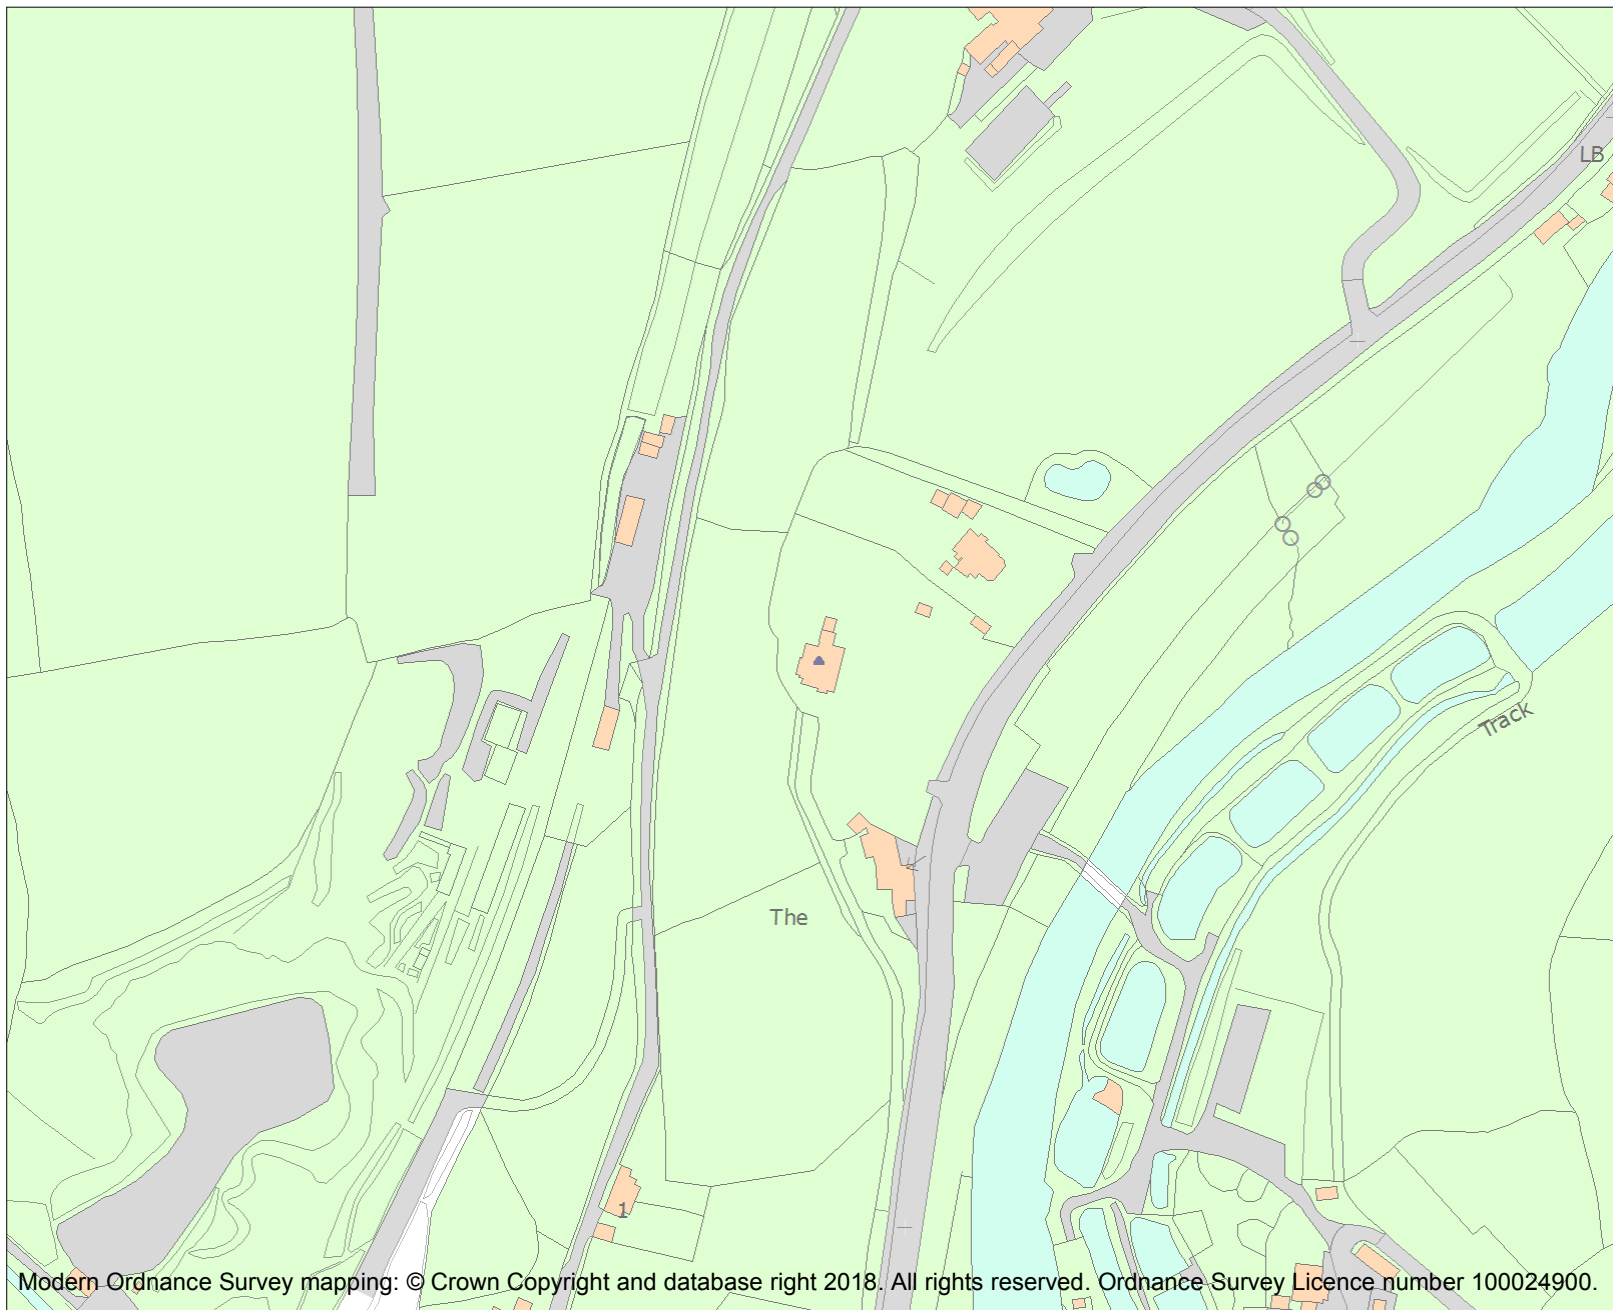 LB
Track
The
1
Modern Ordnance Survey mapping: © Crown Copyright and database right 2018. All rights reserved. Ordnance Survey Licence number 100024900.